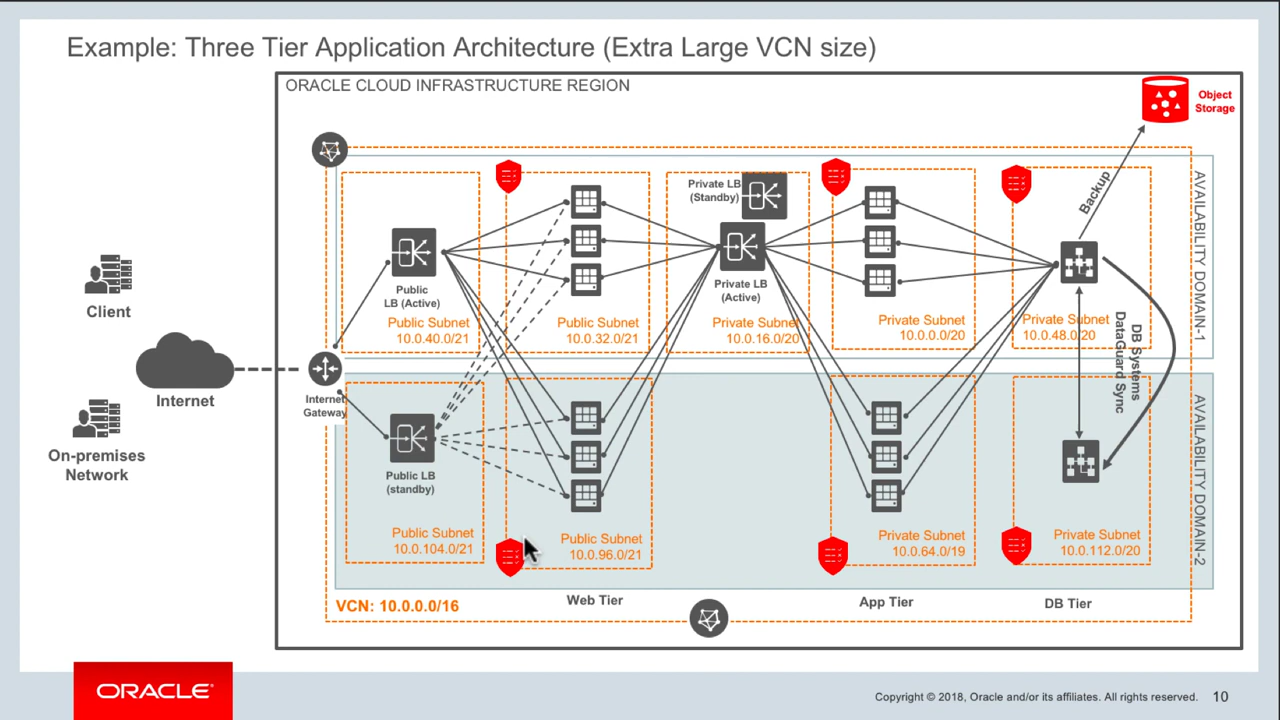 Example: Three Tier Application Architecture (Extra Large VCN size)
ORACLE CLOUD INFRASTRUCTURE REGION
Object
Storage
Private LB
(Standby)
Backup
AVAILABILITY DOMAIN-1
Public
LB (Active)
Private LB
(Active)
Public Subnet
10.0.40.0/21
Public Subnet
10.0.32.0/21
Private Subnet
10.0.16.0/20
Private Subnet
10.0.0.0/20
Private Subnet
10.0.48.0/20
DB Systems
DataGuard Sync
Client
Internet
Internet
Gateway
On-premises
Network
Public LB
(standby)
Public Subnet
10.0.104.0/21
Public Subnet
10.0.96.0/21
Private Subnet
10.0.64.0/19
Private Subnet
10.0.112.0/20
AVAILABILITY DOMAIN-2
VCN: 10.0.0.0/16
Web Tier
App Tier
DB Tier
ORACLE®
Copyright © 2018, Oracle and/or its affiliates. All rights reserved.
10